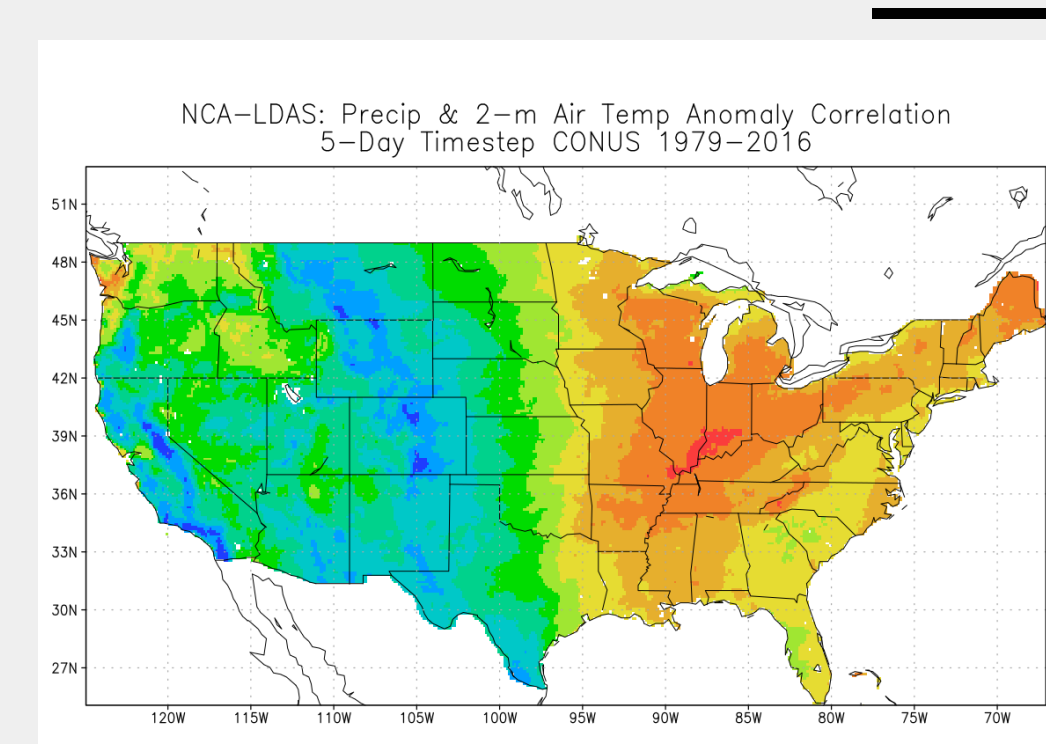 NCA-LDAS: Precip & 2-m Air Temp Anomaly Correlation
5-Day Timestep CONUS 1979-2016
51N
48N
45N
42N
39N
36N
33N
30N
27N
120W 115W 110W 105W 100W 95W 90W 85W 80W 75W 70W